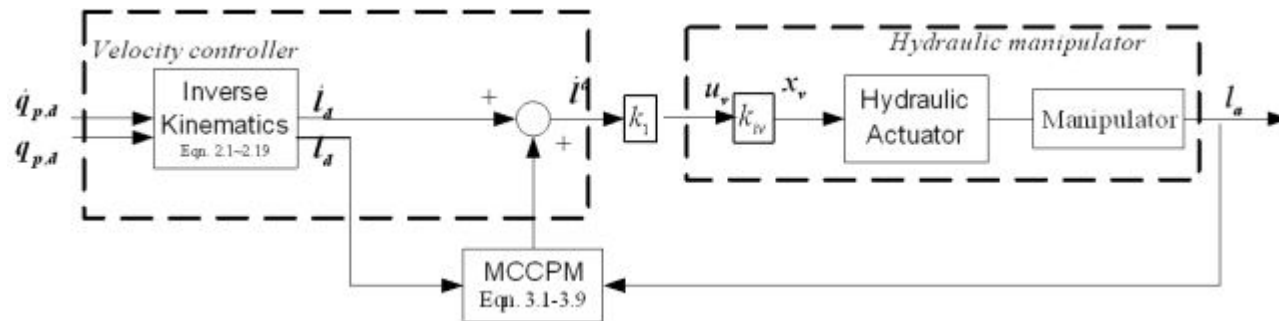 Velocity controller
Hydraulic manipulator
q̇p,d
qp,d
Inverse
Kinematics
Eqn. 2.1–2.19
l̇d
ld
+
+
k1
uv
kiv
xv
Hydraulic
Actuator
Manipulator
la
MCCPM
Eqn. 3.1-3.9